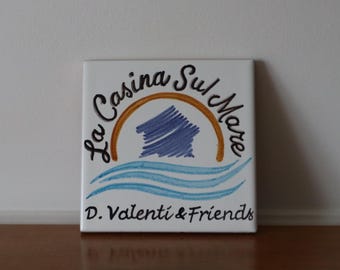 La Casina Sul Mare
D. Valenti & Friends